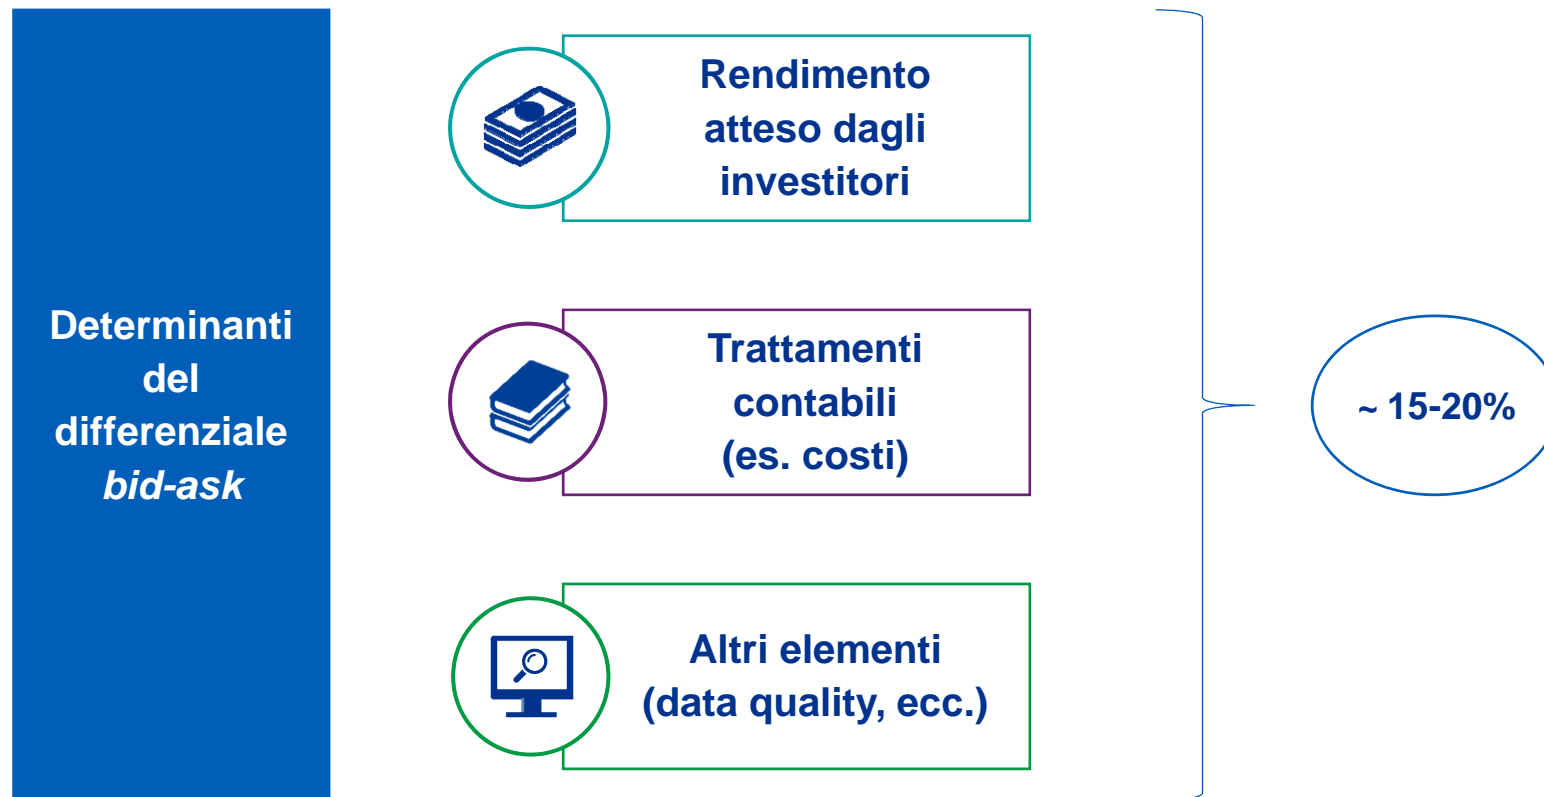 Determinanti
del
differenziale
bid-ask
Rendimento
atteso dagli
investitori
Trattamenti
contabili
(es. costi)
Altri elementi
(data quality, ecc.)
~ 15-20%